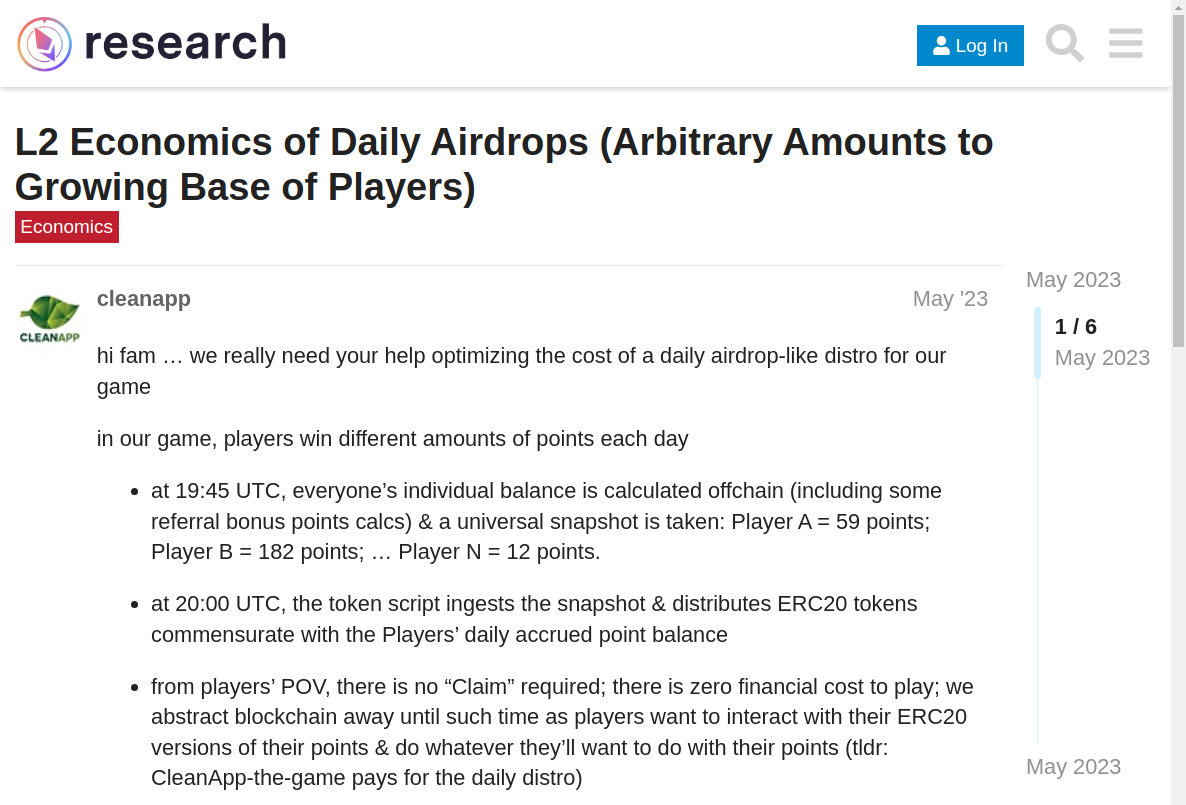 research
Log In
L2 Economics of Daily Airdrops (Arbitrary Amounts to
Growing Base of Players)
Economics
cleanapp
May '23
CLEANAPP
hi fam … we really need your help optimizing the cost of a daily airdrop-like distro for our
game
in our game, players win different amounts of points each day
at 19:45 UTC, everyone’s individual balance is calculated offchain (including some
referral bonus points calcs) & a universal snapshot is taken: Player A = 59 points;
Player B = 182 points; … Player N = 12 points.
at 20:00 UTC, the token script ingests the snapshot & distributes ERC20 tokens
commensurate with the Players’ daily accrued point balance
from players’ POV, there is no “Claim” required; there is zero financial cost to play; we
abstract blockchain away until such time as players want to interact with their ERC20
versions of their points & do whatever they’ll want to do with their points (tldr:
CleanApp-the-game pays for the daily distro)
May 2023
1 / 6
May 2023
May 2023